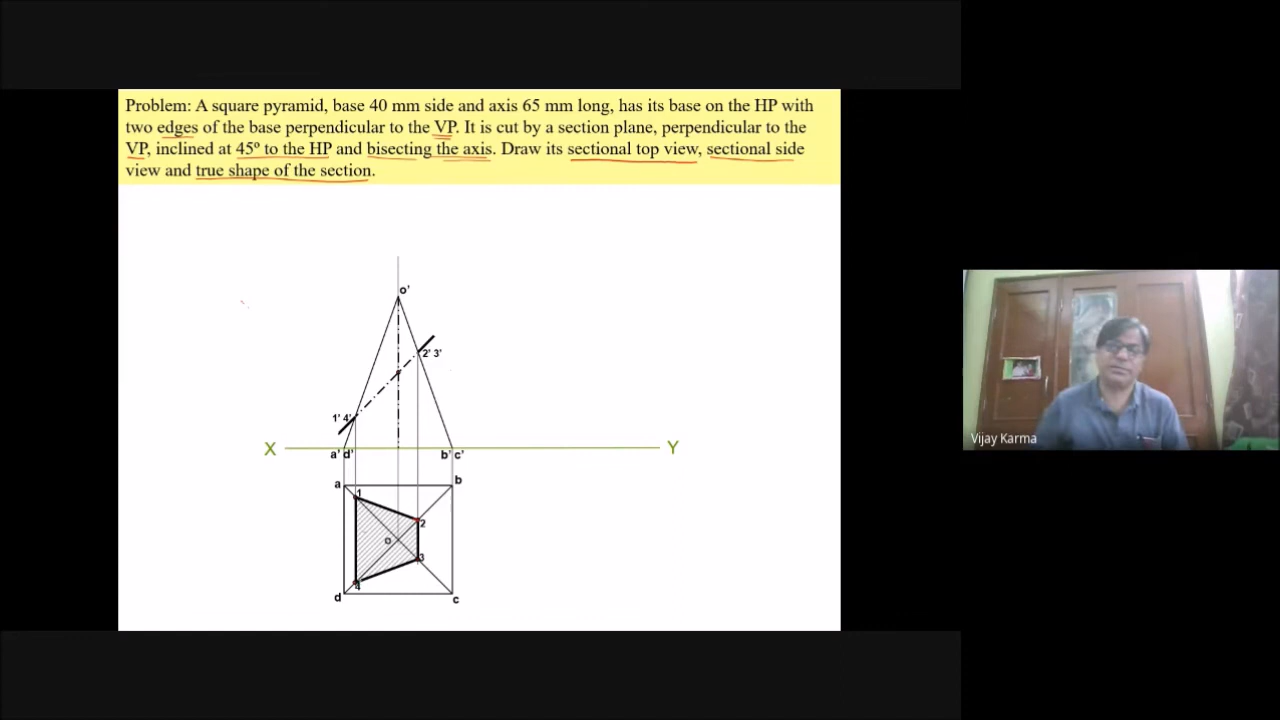 Problem: A square pyramid, base 40 mm side and axis 65 mm long, has its base on the HP with
two edges of the base perpendicular to the VP. It is cut by a section plane, perpendicular to the
VP, inclined at 45º to the HP and bisecting the axis. Draw its sectional top view, sectional side
view and true shape of the section.
o'
2' 3'
1' 4'
X
Y
a' d'
b' c'
a
b
1
2
o
3
4
d
c
Vijay Karma